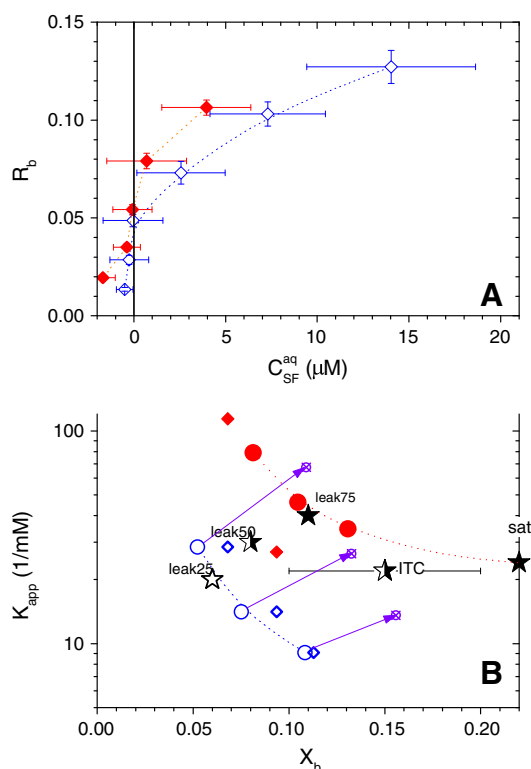 0.15
0.10
0.05
0.00
R_b
0 5 10 15 20
A
C_SF^aq (μM)
100
10
K_app (1/mM)
leak75
leak50
leak25
sat
ITC
B
0.00 0.05 0.10 0.15 0.20
X_b